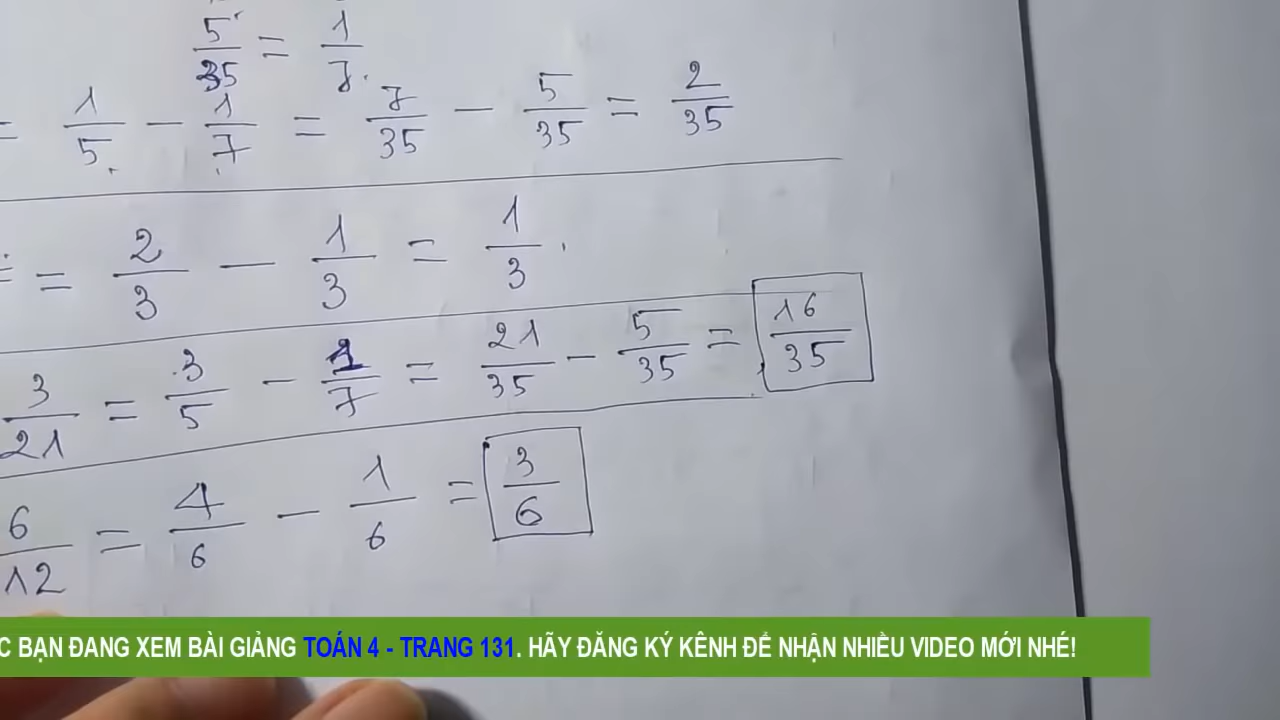 5/35 = 1/7.
= 1/5 - 1/7 = 7/35 - 5/35 = 2/35
= 2/3 - 1/3 = 1/3.
3/21 = 3/5 - 1/7 = 21/35 - 5/35 = 16/35
6/12 = 4/6 - 1/6 = 3/6
C BẠN ĐANG XEM BÀI GIẢNG TOÁN 4 - TRANG 131. HÃY ĐĂNG KÝ KÊNH ĐỂ NHẬN NHIỀU VIDEO MỚI NHÉ!